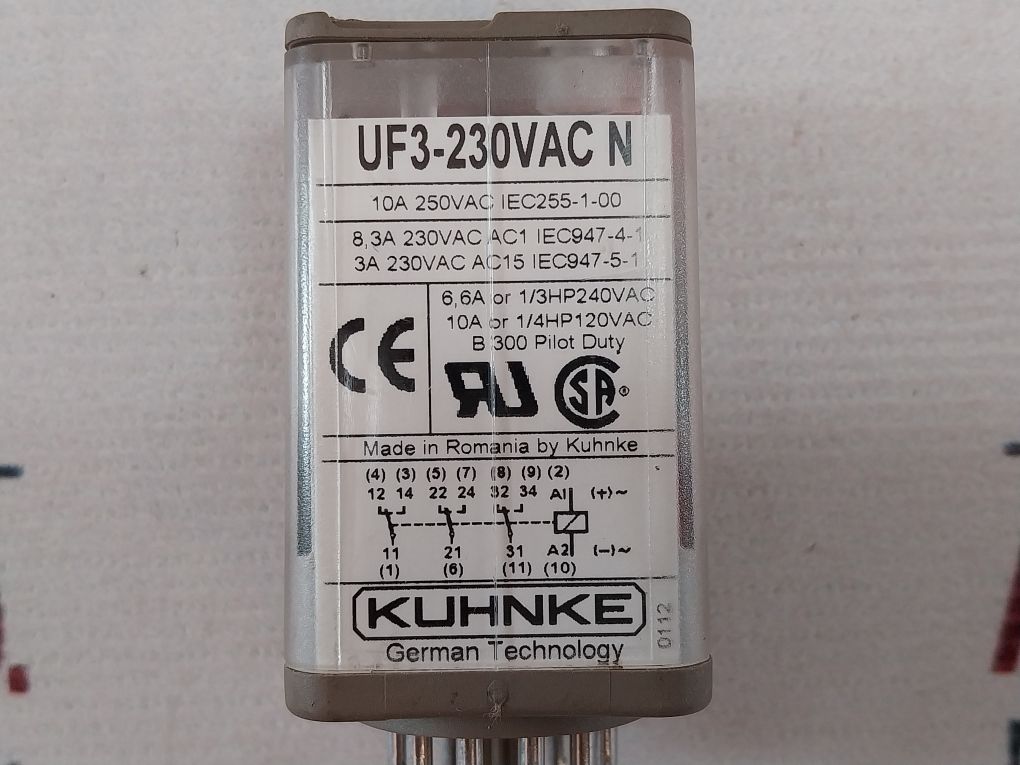 UF3-230VAC N
10A 250VAC IEC255-1-00
8,3A 230VAC AC1 IEC947-4-1
3A 230VAC AC15 IEC947-5-1
CE
6,6A or 1/3HP240VAC
10A or 1/4HP120VAC
B 300 Pilot Duty
RU
CSA ®
Made in Romania by Kuhnke
(4) (3) (5) (7) (8) (9) (2)
12 14 22 24 32 34 A1 (+)~
11 21 31 A2 (-)~
(1) (6) (11) (10)
KUHNKE
German Technology
0112